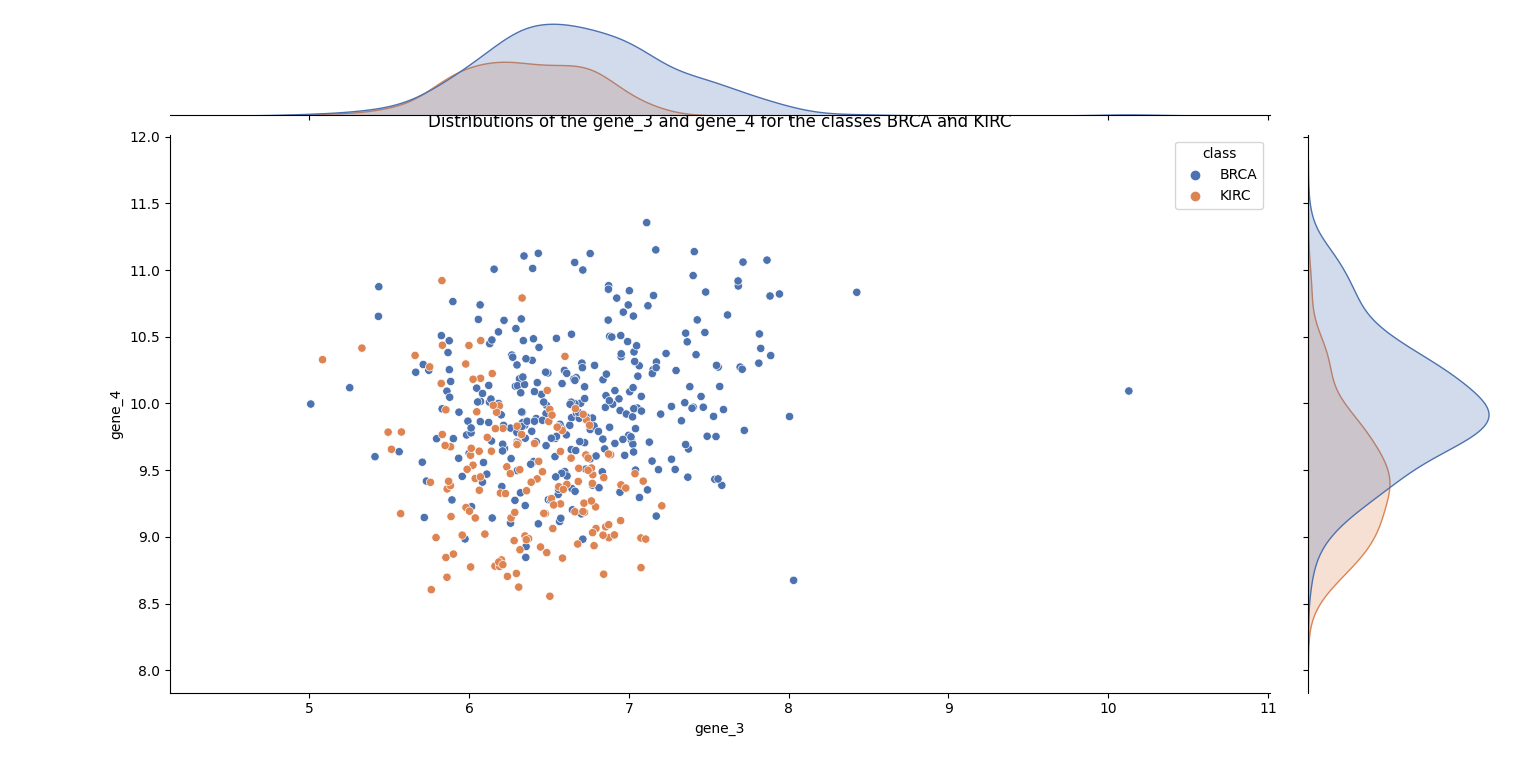 Distributions of the gene_3 and gene_4 for the classes BRCA and KIRC
class
BRCA
KIRC
12.0
11.5
11.0
10.5
10.0
9.5
9.0
8.5
8.0
gene_4
5 6 7 8 9 10 11
gene_3